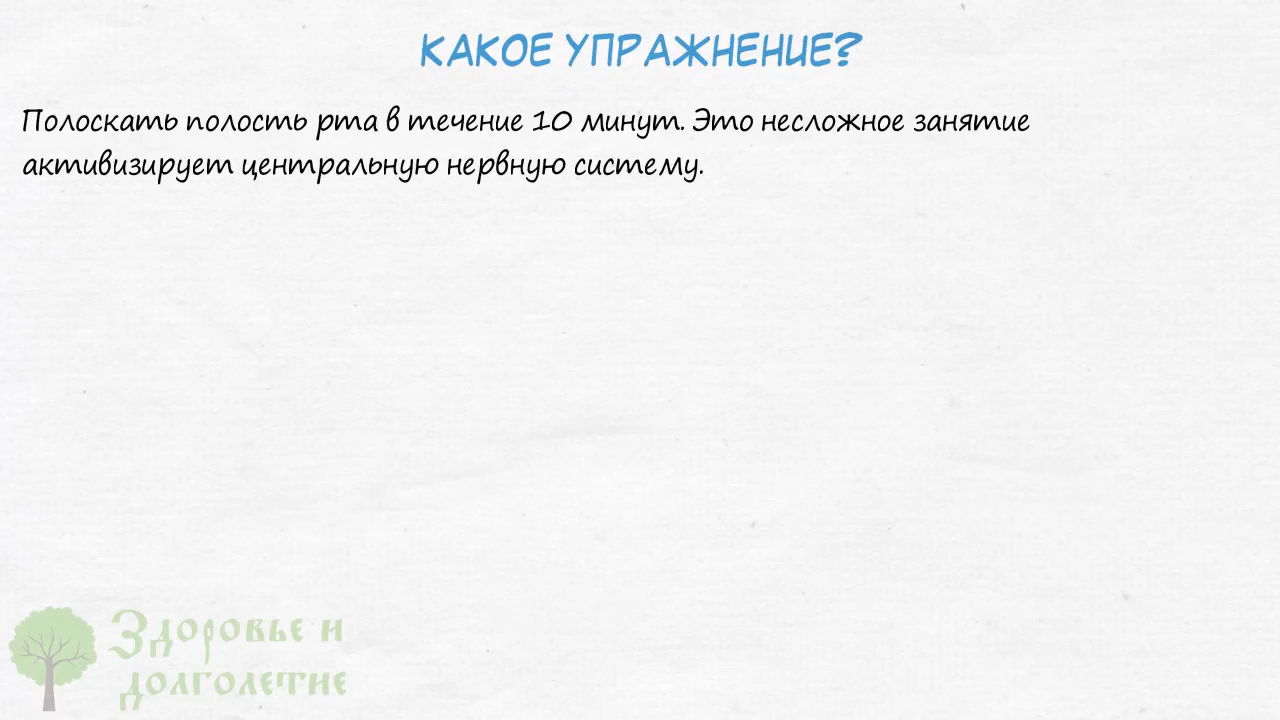 КАКОЕ УПРАЖНЕНИЕ?
Полоскать полость рта в течение 10 минут. Это несложное занятие
активизирует центральную нервную систему.
Здоровье и
долголетие